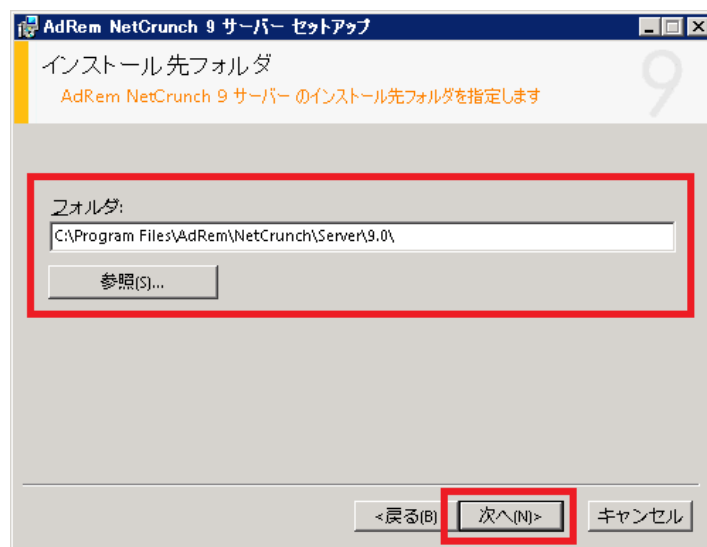 AdRem NetCrunch 9 サーバー セットアップ
インストール先フォルダ
AdRem NetCrunch 9 サーバー のインストール先フォルダを指定します
9
フォルダ:
C:\Program Files\AdRem\NetCrunch\Server\9.0\
参照(S)...
<戻る(B)
次へ(N)>
キャンセル